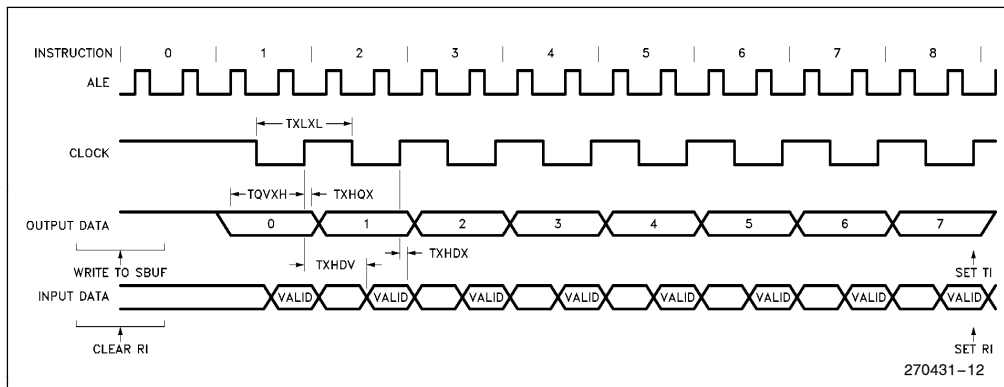 INSTRUCTION 0 1 2 3 4 5 6 7 8
ALE
TXLXL
CLOCK
TQVXH TXHQX
OUTPUT DATA 0 1 2 3 4 5 6 7
TXHDV TXHDX
WRITE TO SBUF SET TI
INPUT DATA VALID VALID VALID VALID VALID VALID VALID VALID
CLEAR RI SET RI
270431–12